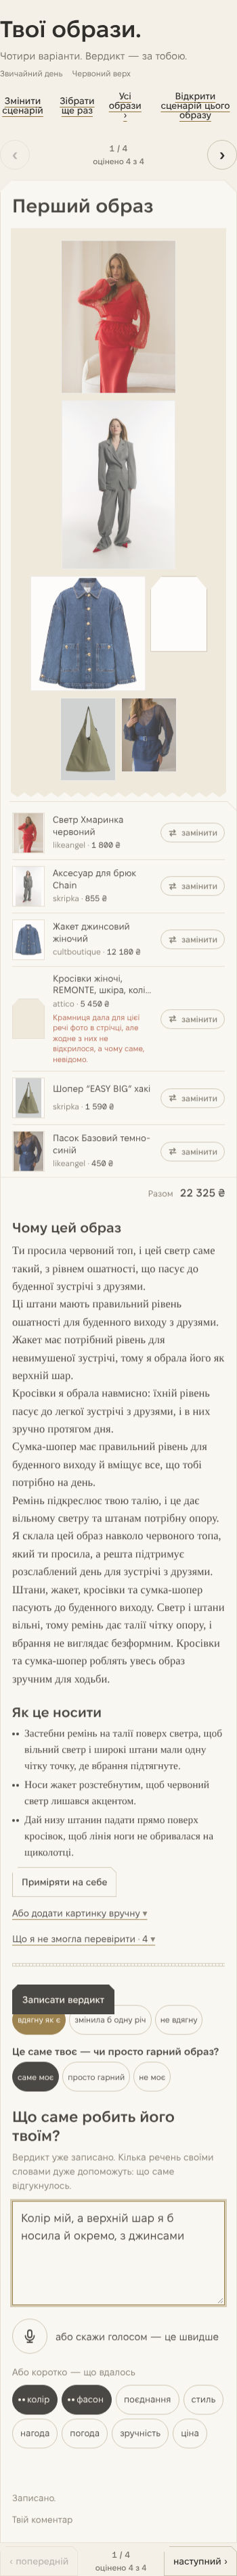 Твої образи.
Чотири варіанти. Вердикт — за тобою.
Звичайний день Червоний верх
Змінити сценарій
Зібрати ще раз
Усі образи ›
Відкрити сценарій цього образу
‹
1 / 4
оцінено 4 з 4
›
Перший образ
Светр Хмаринка
червоний
likeangel · 1 800 ₴
⇄ замінити
Аксесуар для брюк
Chain
skripka · 855 ₴
⇄ замінити
Жакет джинсовий
жіночий
cultboutique · 12 180 ₴
⇄ замінити
Кросівки жіночі,
REMONTE, шкіра, колі...
attico · 5 450 ₴
Крамниця дала для цієї
речі фото в стрічці, але
жодне з них не
відкрилося, а чому саме,
невідомо.
⇄ замінити
Шопер “EASY BIG” хакі
skripka · 1 590 ₴
⇄ замінити
Пасок Базовий темно-
синій
likeangel · 450 ₴
⇄ замінити
Разом 22 325 ₴
Чому цей образ
Ти просила червоний топ, і цей светр саме
такий, з рівнем ошатності, що пасує до
буденної зустрічі з друзями.
Ці штани мають правильний рівень
ошатності для буденного виходу з друзями.
Жакет має потрібний рівень для
невимушеної зустрічі, тому я обрала його як
верхній шар.
Кросівки я обрала навмисно: їхній рівень
пасує до легкої зустрічі з друзями, і в них
зручно протягом дня.
Сумка-шопер має правильний рівень для
буденного виходу й вміщує все, що тобі
потрібно на день.
Ремінь підкреслює твою талію, і це дає
вільному светру та штанам потрібну опору.
Я склала цей образ навколо червоного топа,
який ти просила, а решта підтримує
розслаблений день для зустрічі з друзями.
Штани, жакет, кросівки та сумка-шопер
пасують до буденного виходу. Светр і штани
вільні, тому ремінь дає талії чітку опору, і
вбрання не виглядає безформним. Кросівки
та сумка-шопер роблять увесь образ
зручним для ходьби.
Як це носити
Застебни ремінь на талії поверх светра, щоб
вільний светр і широкі штани мали одну
чітку точку, де вбрання підтягнуте.
Носи жакет розстебнутим, щоб червоний
светр лишався акцентом.
Дай низу штанин падати прямо поверх
кросівок, щоб лінія ноги не обривалася на
щиколотці.
Приміряти на себе
Або додати картинку вручну ▾
Що я не змогла перевірити · 4 ▾
Записати вердикт
вдягну як є
змінила б одну річ
не вдягну
Це саме твоє — чи просто гарний образ?
саме моє
просто гарний
не моє
Що саме робить його
твоїм?
Вердикт уже записано. Кілька речень своїми
словами дуже допоможуть: що саме
відгукнулось.
Колір мій, а верхній шар я б
носила й окремо, з джинсами
або скажи голосом — це швидше
Або коротко — що вдалось
колір
фасон
поєднання
стиль
нагода
погода
зручність
ціна
Записано.
Твій коментар
‹ попередній
1 / 4
оцінено 4 з 4
наступний ›